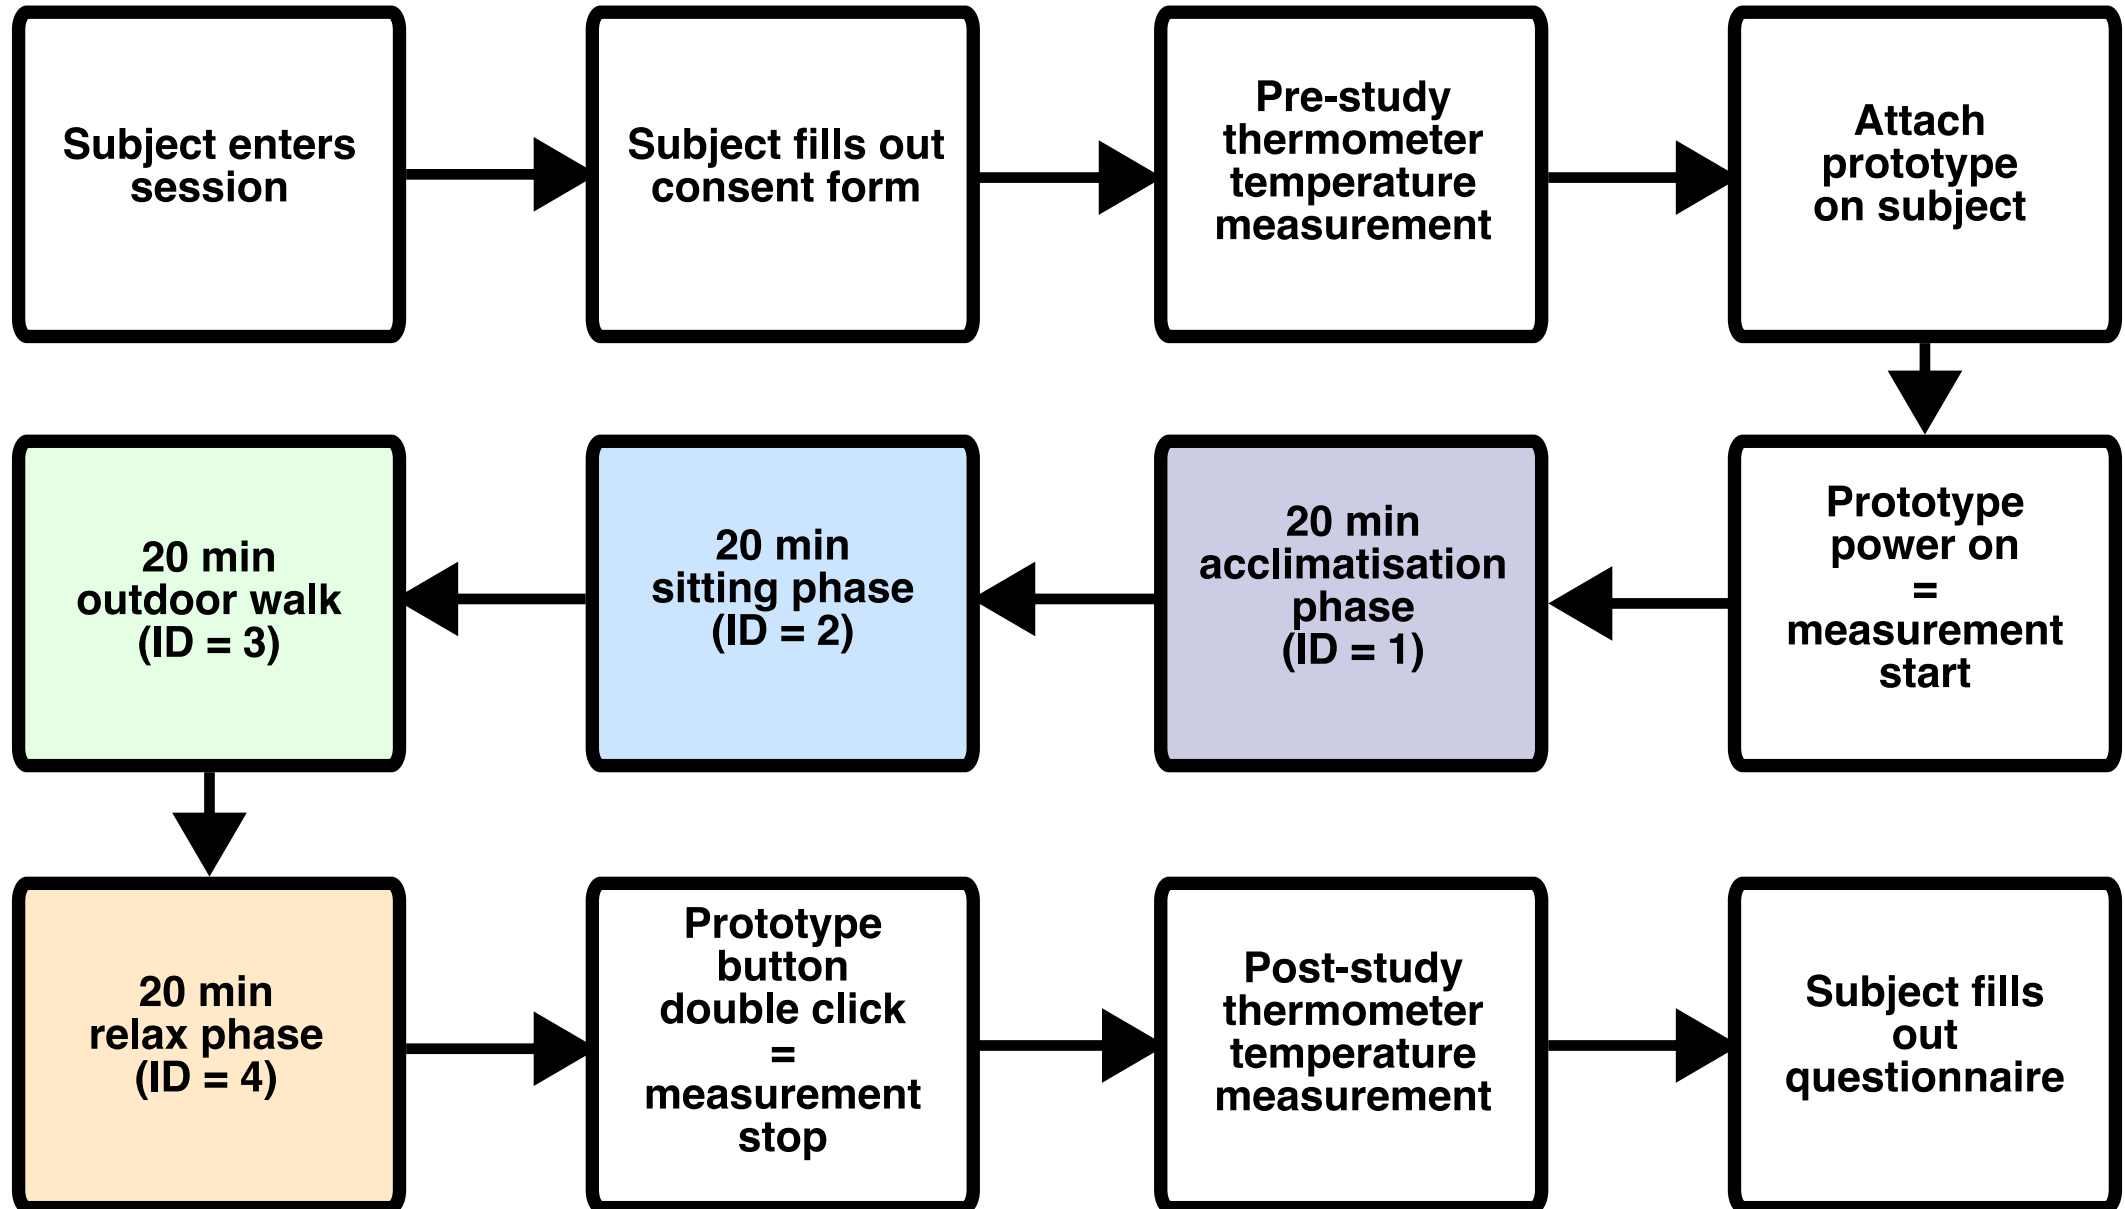 Subject enters
session
Subject fills out
consent form
Pre-study
thermometer
temperature
measurement
Attach
prototype
on subject
Prototype
power on
=
measurement
start
20 min
acclimatisation
phase
(ID = 1)
20 min
sitting phase
(ID = 2)
20 min
outdoor walk
(ID = 3)
20 min
relax phase
(ID = 4)
Prototype
button
double click
=
measurement
stop
Post-study
thermometer
temperature
measurement
Subject fills
out
questionnaire